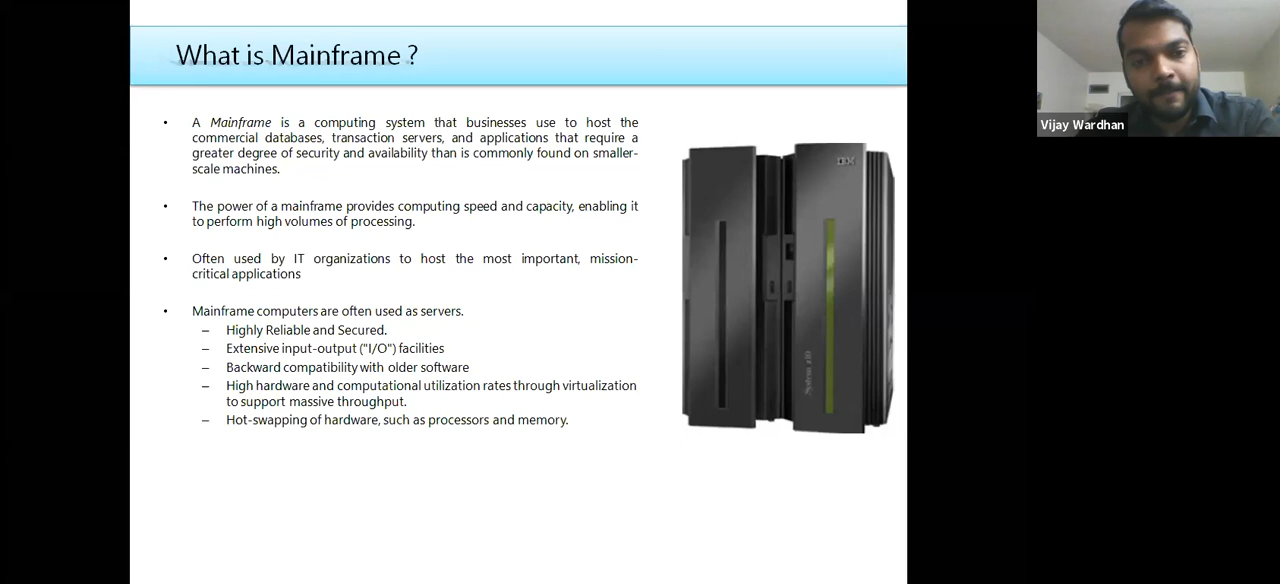 What is Mainframe ?
• A Mainframe is a computing system that businesses use to host the
commercial databases, transaction servers, and applications that require a
greater degree of security and availability than is commonly found on smaller-
scale machines.
• The power of a mainframe provides computing speed and capacity, enabling it
to perform high volumes of processing.
• Often used by IT organizations to host the most important, mission-
critical applications
• Mainframe computers are often used as servers.
– Highly Reliable and Secured.
– Extensive input-output ("I/O") facilities
– Backward compatibility with older software
– High hardware and computational utilization rates through virtualization
to support massive throughput.
– Hot-swapping of hardware, such as processors and memory.
IBM
System
Vijay Wardhan